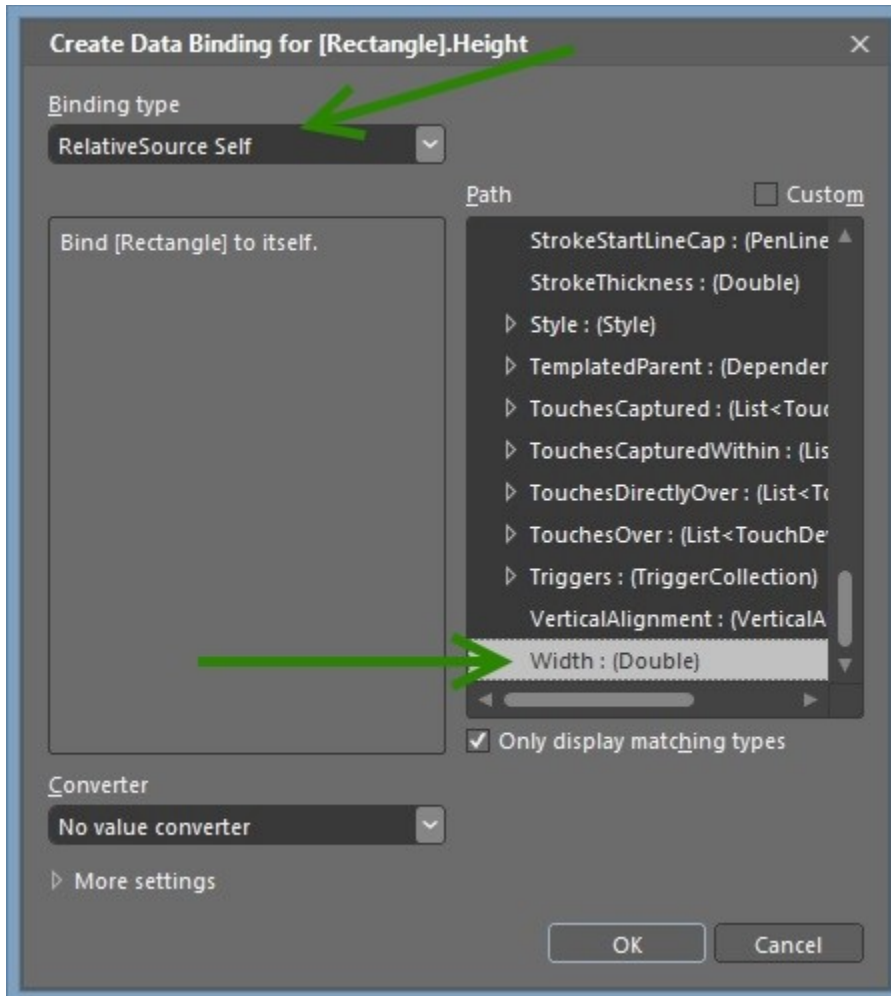 Create Data Binding for [Rectangle].Height
Binding type
RelativeSource Self
Path
Custom
Bind [Rectangle] to itself.
StrokeStartLineCap : (PenLine
StrokeThickness : (Double)
Style : (Style)
TemplatedParent : (Depender
TouchesCaptured : (List<Touc
TouchesCapturedWithin : (Lis
TouchesDirectlyOver : (List<To
TouchesOver : (List<TouchDev
Triggers : (TriggerCollection)
VerticalAlignment : (VerticalA
Width : (Double)
Only display matching types
Converter
No value converter
More settings
OK
Cancel